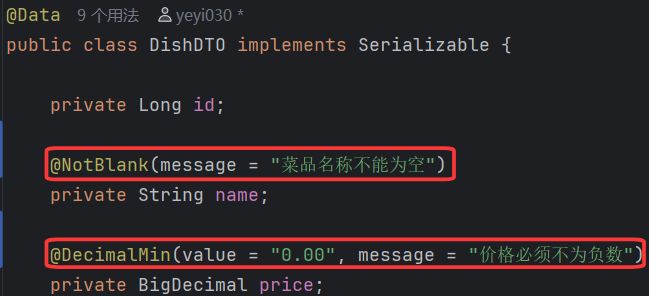 @Data 9 个用法 yeyi030 *
public class DishDTO implements Serializable {
private Long id;
@NotBlank(message = "菜品名称不能为空")
private String name;
@DecimalMin(value = "0.00", message = "价格必须不为负数")
private BigDecimal price;